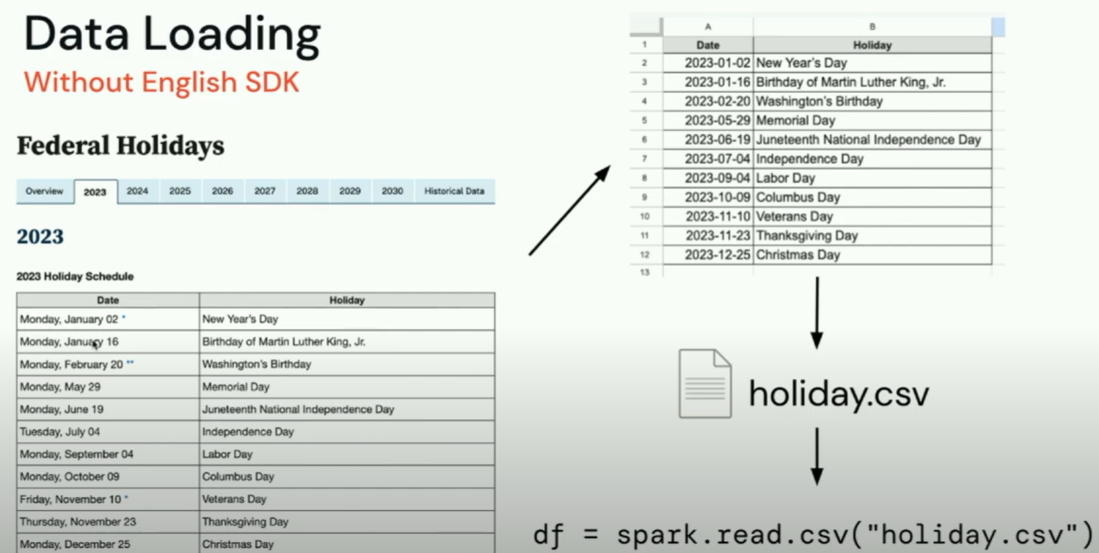 Data Loading
Without English SDK
Federal Holidays
Overview 2023 2024 2025 2026 2027 2028 2029 2030 Historical Data
2023
2023 Holiday Schedule
Date Holiday
Monday, January 02 * New Year's Day
Monday, January 16 Birthday of Martin Luther King, Jr.
Monday, February 20 ** Washington's Birthday
Monday, May 29 Memorial Day
Monday, June 19 Juneteenth National Independence Day
Tuesday, July 04 Independence Day
Monday, September 04 Labor Day
Monday, October 09 Columbus Day
Friday, November 10 * Veterans Day
Thursday, November 23 Thanksgiving Day
Monday, December 25 Christmas Day
A B
1 Date Holiday
2 2023-01-02 New Year's Day
3 2023-01-16 Birthday of Martin Luther King, Jr.
4 2023-02-20 Washington's Birthday
5 2023-05-29 Memorial Day
6 2023-06-19 Juneteenth National Independence Day
7 2023-07-04 Independence Day
8 2023-09-04 Labor Day
9 2023-10-09 Columbus Day
10 2023-11-10 Veterans Day
11 2023-11-23 Thanksgiving Day
12 2023-12-25 Christmas Day
13
holiday.csv
df = spark.read.csv("holiday.csv")